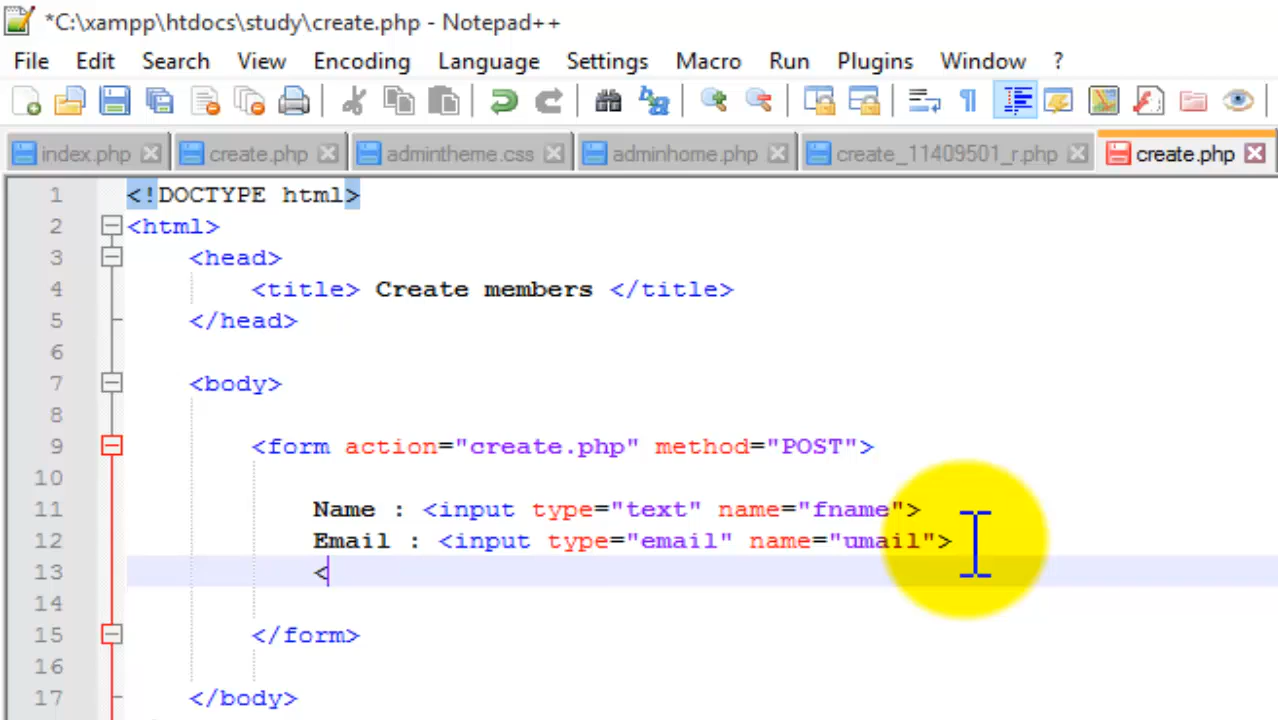 *C:\xampp\htdocs\study\create.php - Notepad++
File Edit Search View Encoding Language Settings Macro Run Plugins Window ?
index.php create.php admintheme.css adminhome.php create_11409501_r.php create.php
1 <!DOCTYPE html>
2 <html>
3 <head>
4 <title> Create members </title>
5 </head>
6
7 <body>
8
9 <form action="create.php" method="POST">
10
11 Name : <input type="text" name="fname">
12 Email : <input type="email" name="umail">
13 <
14
15 </form>
16
17 </body>